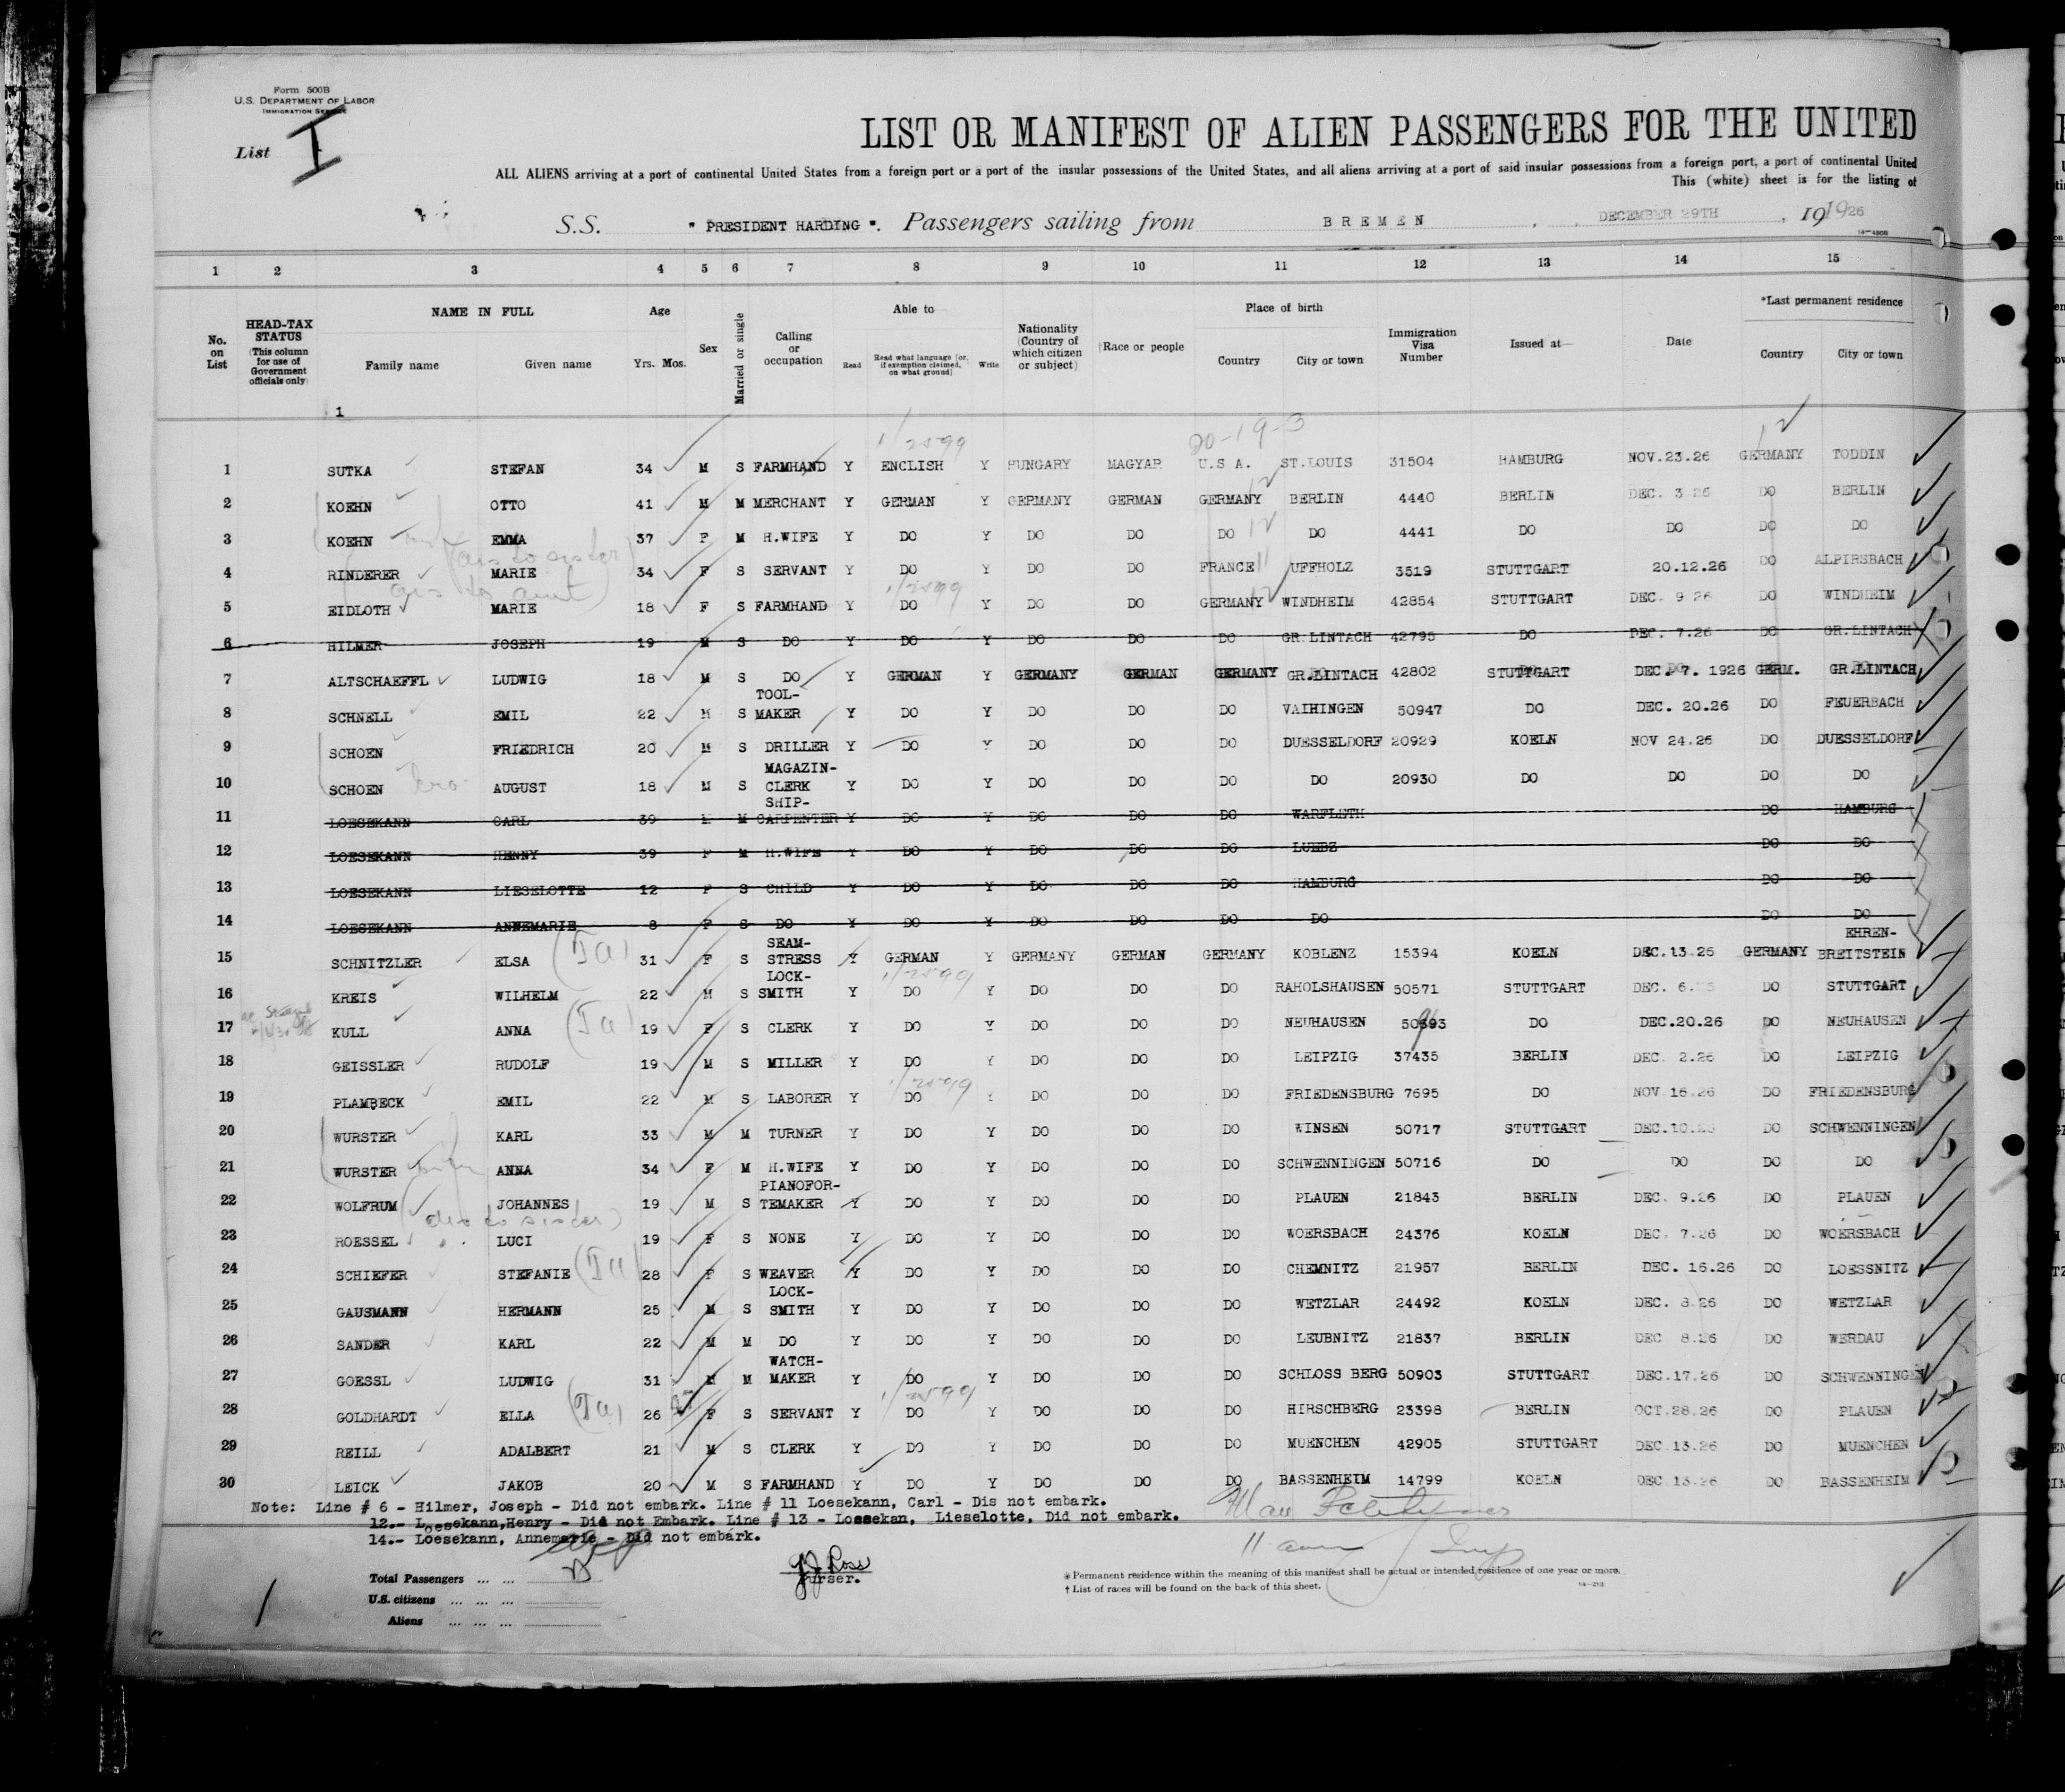 Form 500B
U.S. DEPARTMENT OF LABOR
IMMIGRATION SERVICE
List I
LIST OR MANIFEST OF ALIEN PASSENGERS FOR THE UNITED
ALL ALIENS arriving at a port of continental United States from a foreign port or a port of the insular possessions of the United States, and all aliens arriving at a port of said insular possessions from a foreign port, a port of continental United
This (white) sheet is for the listing of
S.S. " PRESIDENT HARDING ". Passengers sailing from BREMEN, DECEMBER 29TH, 191926
1 2 3 4 5 6 7 8 9 10 11 12 13 14 15
No. on List
HEAD-TAX STATUS (This column for use of Government officials only)
NAME IN FULL Family name Given name
Age Yrs. Mos.
Sex
Married or single
Calling or occupation
Able to Read Read what language (or, if exemption claimed, on what ground) Write
Nationality (Country of which citizen or subject)
†Race or people
Place of birth Country City or town
Immigration Visa Number
Issued at
Date
*Last permanent residence Country City or town
1
20-19-3
1 SUTKA STEFAN 34 M S FARMHAND Y ENGLISH Y HUNGARY MAGYAR U.S A. ST.LOUIS 31504 HAMBURG NOV.23.26 GERMANY TODDIN
2 KOEHN OTTO 41 M M MERCHANT Y GERMAN Y GERMANY GERMAN GERMANY BERLIN 4440 BERLIN DEC. 3 26 DO BERLIN
3 KOEHN EMMA 37 F M H.WIFE Y DO Y DO DO DO DO 4441 DO DO DO DO
(aus to sister)
4 RINDERER MARIE 34 F S SERVANT Y DO Y DO DO FRANCE UFFHOLZ 3519 STUTTGART 20.12.26 DO ALPIRSBACH
aus to aunt)
5 EIDLOTH MARIE 18 F S FARMHAND Y DO Y DO DO GERMANY WINDHEIM 42854 STUTTGART DEC. 9 26 DO WINDHEIM
6 HILMER JOSEPH 19 M S DO Y DO Y DO DO DO GR.LINTACH 42795 DO DEC. 7.26 DO GR.LINTACH
7 ALTSCHAEFFL LUDWIG 18 M S DO Y GERMAN Y GERMANY GERMAN GERMANY GR.LINTACH 42802 STUTTGART DEC. 7. 1926 GERM. GR.LINTACH
8 SCHNELL EMIL 22 M S TOOL-MAKER Y DO Y DO DO DO VAIHINGEN 50947 DO DEC. 20.26 DO FEUERBACH
9 SCHOEN FRIEDRICH 20 M S DRILLER Y DO Y DO DO DO DUESSELDORF 20929 KOELN NOV 24.26 DO DUESSELDORF
10 SCHOEN bro AUGUST 18 M S MAGAZIN-CLERK Y DO Y DO DO DO DO 20930 DO DO DO DO
11 LOESEKANN CARL 39 M M SHIP-CARPENTER Y DO Y DO DO DO WARFLETH DO HAMBURG
12 LOESEKANN HENNY 39 F M H.WIFE Y DO Y DO DO DO LUEBZ DO DO
13 LOESEKANN LIESELOTTE 12 F S CHILD Y DO Y DO DO DO HAMBURG DO DO
14 LOESEKANN ANNEMARIE 8 F S DO Y DO Y DO DO DO DO DO DO
15 SCHNITZLER ELSA 31 F S SEAM-STRESS Y GERMAN Y GERMANY GERMAN GERMANY KOBLENZ 15394 KOELN DEC.13.26 GERMANY EHREN-BREITSTEIN
16 KREIS WILHELM 22 M S LOCK-SMITH Y DO Y DO DO DO RAHOLSHAUSEN 50571 STUTTGART DEC. 6. DO STUTTGART
17 KULL ANNA 19 F S CLERK Y DO Y DO DO DO NEUHAUSEN 50693 DO DEC.20.26 DO NEUHAUSEN
18 GEISSLER RUDOLF 19 M S MILLER Y DO Y DO DO DO LEIPZIG 37435 BERLIN DEC. 2.26 DO LEIPZIG
19 PLAMBECK EMIL 22 M S LABORER Y DO Y DO DO DO FRIEDENSBURG 7695 DO NOV 16.26 DO FRIEDENSBURG
20 WURSTER KARL 33 M M TURNER Y DO Y DO DO DO WINSEN 50717 STUTTGART DEC.10.26 DO SCHWENNINGEN
21 WURSTER ANNA 34 F M H.WIFE Y DO Y DO DO DO SCHWENNINGEN 50716 DO DO DO DO
22 WOLFRUM JOHANNES 19 M S PIANOFOR-TEMAKER Y DO Y DO DO DO PLAUEN 21843 BERLIN DEC. 9.26 DO PLAUEN
to sister)
23 ROESSEL LUCI 19 F S NONE Y DO Y DO DO DO WOERSBACH 24376 KOELN DEC. 7.26 DO WOERSBACH
24 SCHIEFER STEFANIE 28 F S WEAVER Y DO Y DO DO DO CHEMNITZ 21957 BERLIN DEC. 16.26 DO LOESSNITZ
25 GAUSMANN HERMANN 25 M S LOCK-SMITH Y DO Y DO DO DO WETZLAR 24492 KOELN DEC. 8.26 DO WETZLAR
26 SANDER KARL 22 M M DO Y DO Y DO DO DO LEUBNITZ 21837 BERLIN DEC 8.26 DO WERDAU
27 GOESSL LUDWIG 31 M M WATCH-MAKER Y DO Y DO DO DO SCHLOSS BERG 50903 STUTTGART DEC.17.26 DO SCHWENNINGEN
28 GOLDHARDT ELLA 26 F S SERVANT Y DO Y DO DO DO HIRSCHBERG 23398 BERLIN OCT.28.26 DO PLAUEN
29 REILL ADALBERT 21 M S CLERK Y DO Y DO DO DO MUENCHEN 42905 STUTTGART DEC 13.26 DO MUENCHEN
30 LEICK JAKOB 20 M S FARMHAND Y DO Y DO DO DO BASSENHEIM 14799 KOELN DEC.13.26 DO BASSENHEIM
Note: Line # 6 - Hilmer, Joseph - Did not embark. Line # 11 Loesekann, Carl - Dis not embark.
12.- Loesekann,Henry - Did not Embark. Line # 13 - Loesekan, Lieselotte, Did not embark.
14.- Loesekann, Annemarie - Did not embark.
Total Passengers ... ...
U.S. citizens ... ... ...
Aliens ... ... ...
Ross
Purser.
* Permanent residence within the meaning of this manifest shall be actual or intended residence of one year or more.
† List of races will be found on the back of this sheet.